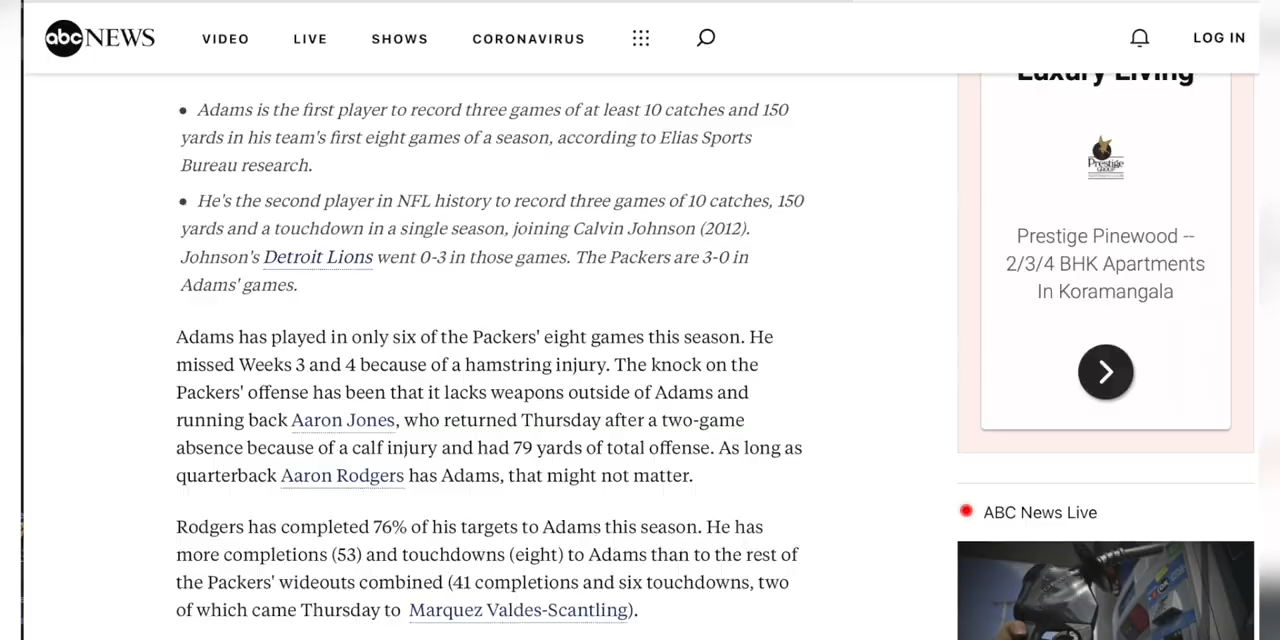 abc NEWS VIDEO LIVE SHOWS CORONAVIRUS LOG IN
• Adams is the first player to record three games of at least 10 catches and 150
yards in his team's first eight games of a season, according to Elias Sports
Bureau research.
• He's the second player in NFL history to record three games of 10 catches, 150
yards and a touchdown in a single season, joining Calvin Johnson (2012).
Johnson's Detroit Lions went 0-3 in those games. The Packers are 3-0 in
Adams' games.
Adams has played in only six of the Packers' eight games this season. He
missed Weeks 3 and 4 because of a hamstring injury. The knock on the
Packers' offense has been that it lacks weapons outside of Adams and
running back Aaron Jones, who returned Thursday after a two-game
absence because of a calf injury and had 79 yards of total offense. As long as
quarterback Aaron Rodgers has Adams, that might not matter.
Rodgers has completed 76% of his targets to Adams this season. He has
more completions (53) and touchdowns (eight) to Adams than to the rest of
the Packers' wideouts combined (41 completions and six touchdowns, two
of which came Thursday to Marquez Valdes-Scantling).
Luxury Living
Prestige
Prestige Pinewood --
2/3/4 BHK Apartments
In Koramangala
ABC News Live